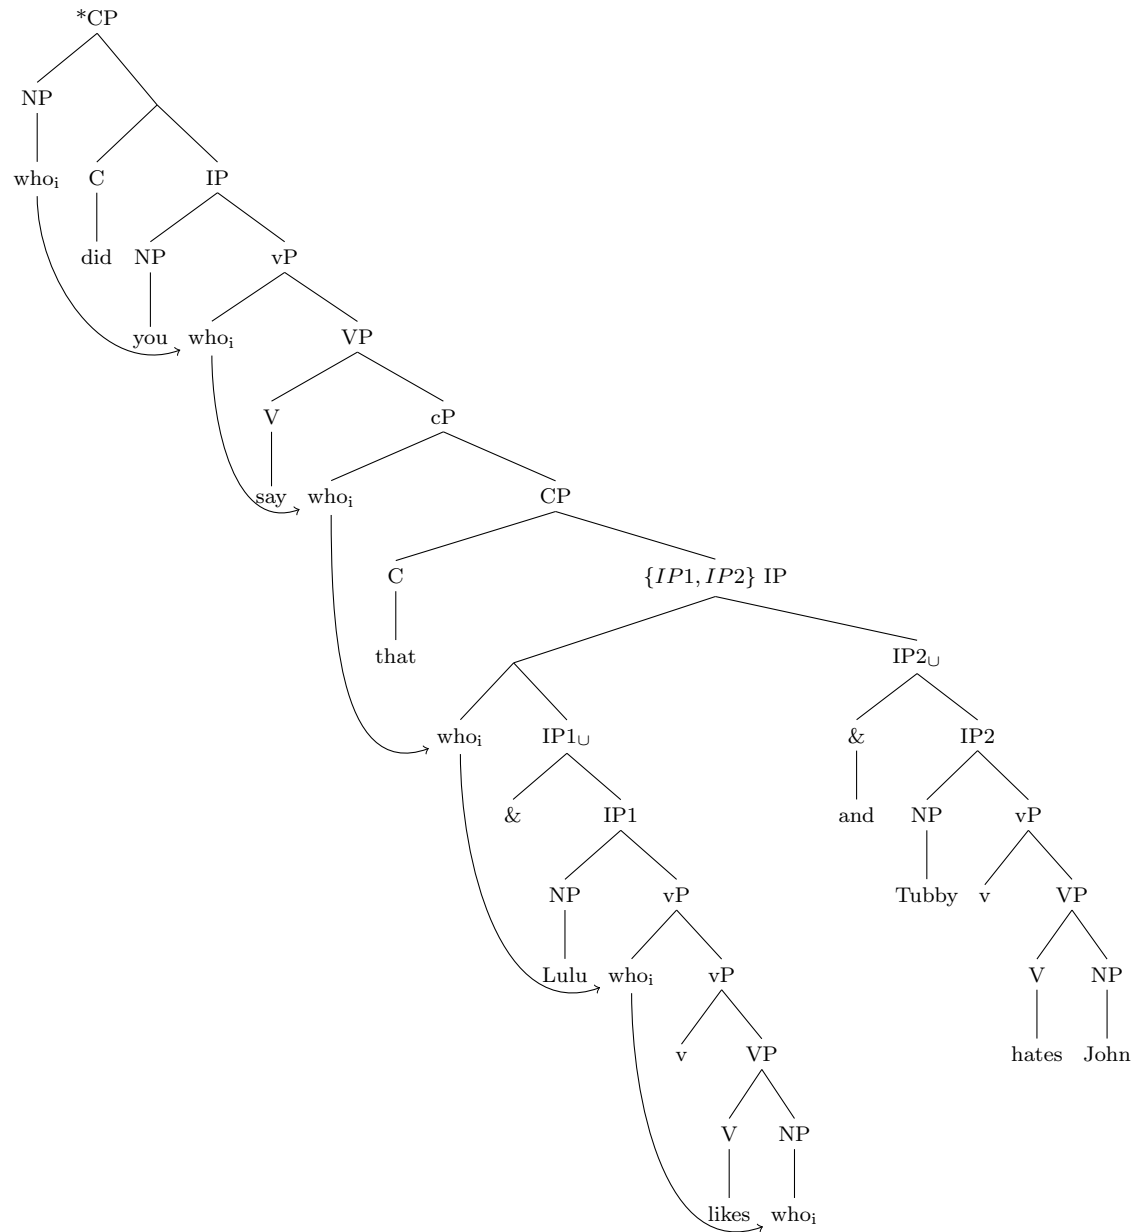 *CP
NP
who_i C IP
did NP vP
you who_i VP
V cP
say who_i CP
C {IP1, IP2} IP
that IP2_∪
who_i IP1_∪ & IP2
& IP1 and NP vP
NP vP Tubby v VP
Lulu who_i vP V NP
v VP hates John
V NP
likes who_i